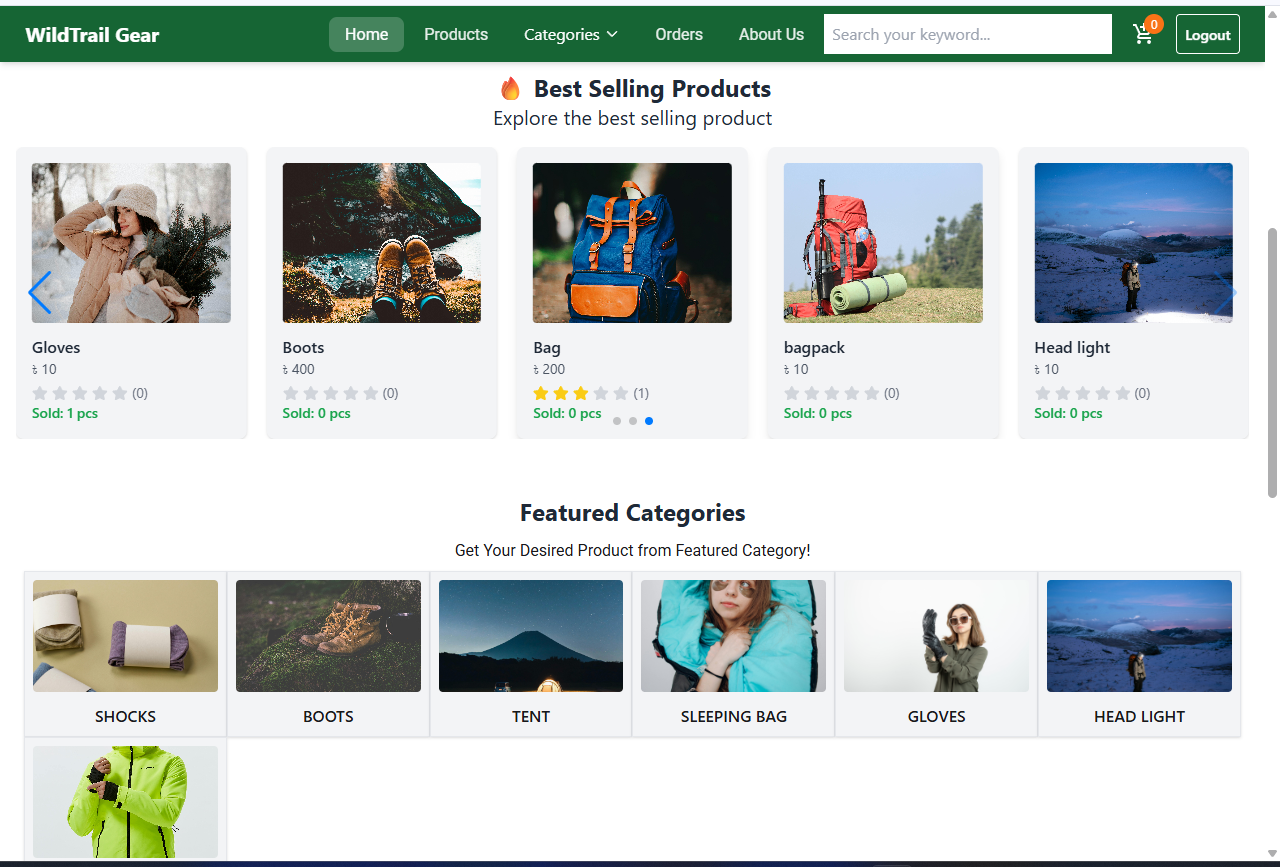 WildTrail Gear Home Products Categories Orders About Us Search your keyword... 0 Logout
🔥 Best Selling Products
Explore the best selling product
Gloves Boots Bag bagpack Head light
৳ 10 ৳ 400 ৳ 200 ৳ 10 ৳ 10
(0) (0) (1) (0) (0)
Sold: 1 pcs Sold: 0 pcs Sold: 0 pcs Sold: 0 pcs Sold: 0 pcs
Featured Categories
Get Your Desired Product from Featured Category!
SHOCKS BOOTS TENT SLEEPING BAG GLOVES HEAD LIGHT